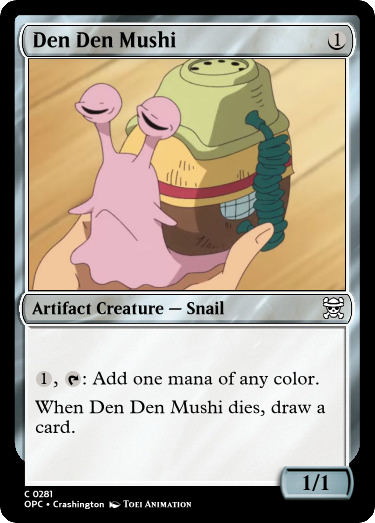 Den Den Mushi 1
Artifact Creature — Snail
1, : Add one mana of any color.
When Den Den Mushi dies, draw a
card.
1/1
C 0281
OPC • Crashington TOEI ANIMATION